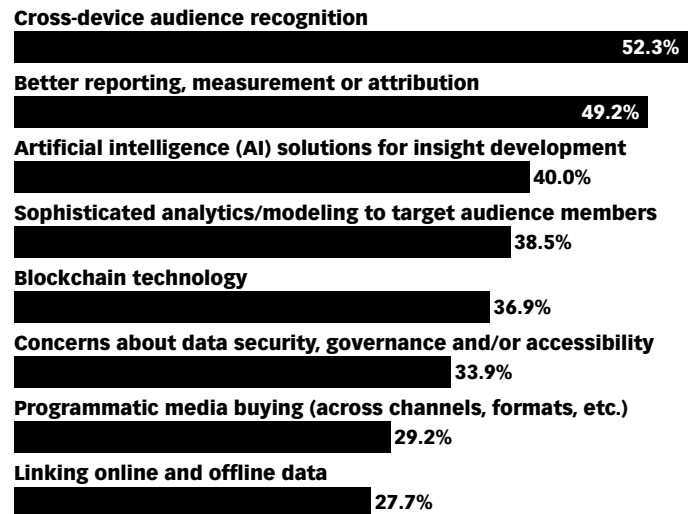 Cross-device audience recognition
52.3%
Better reporting, measurement or attribution
49.2%
Artificial intelligence (AI) solutions for insight development
40.0%
Sophisticated analytics/modeling to target audience members
38.5%
Blockchain technology
36.9%
Concerns about data security, governance and/or accessibility
33.9%
Programmatic media buying (across channels, formats, etc.)
29.2%
Linking online and offline data
27.7%